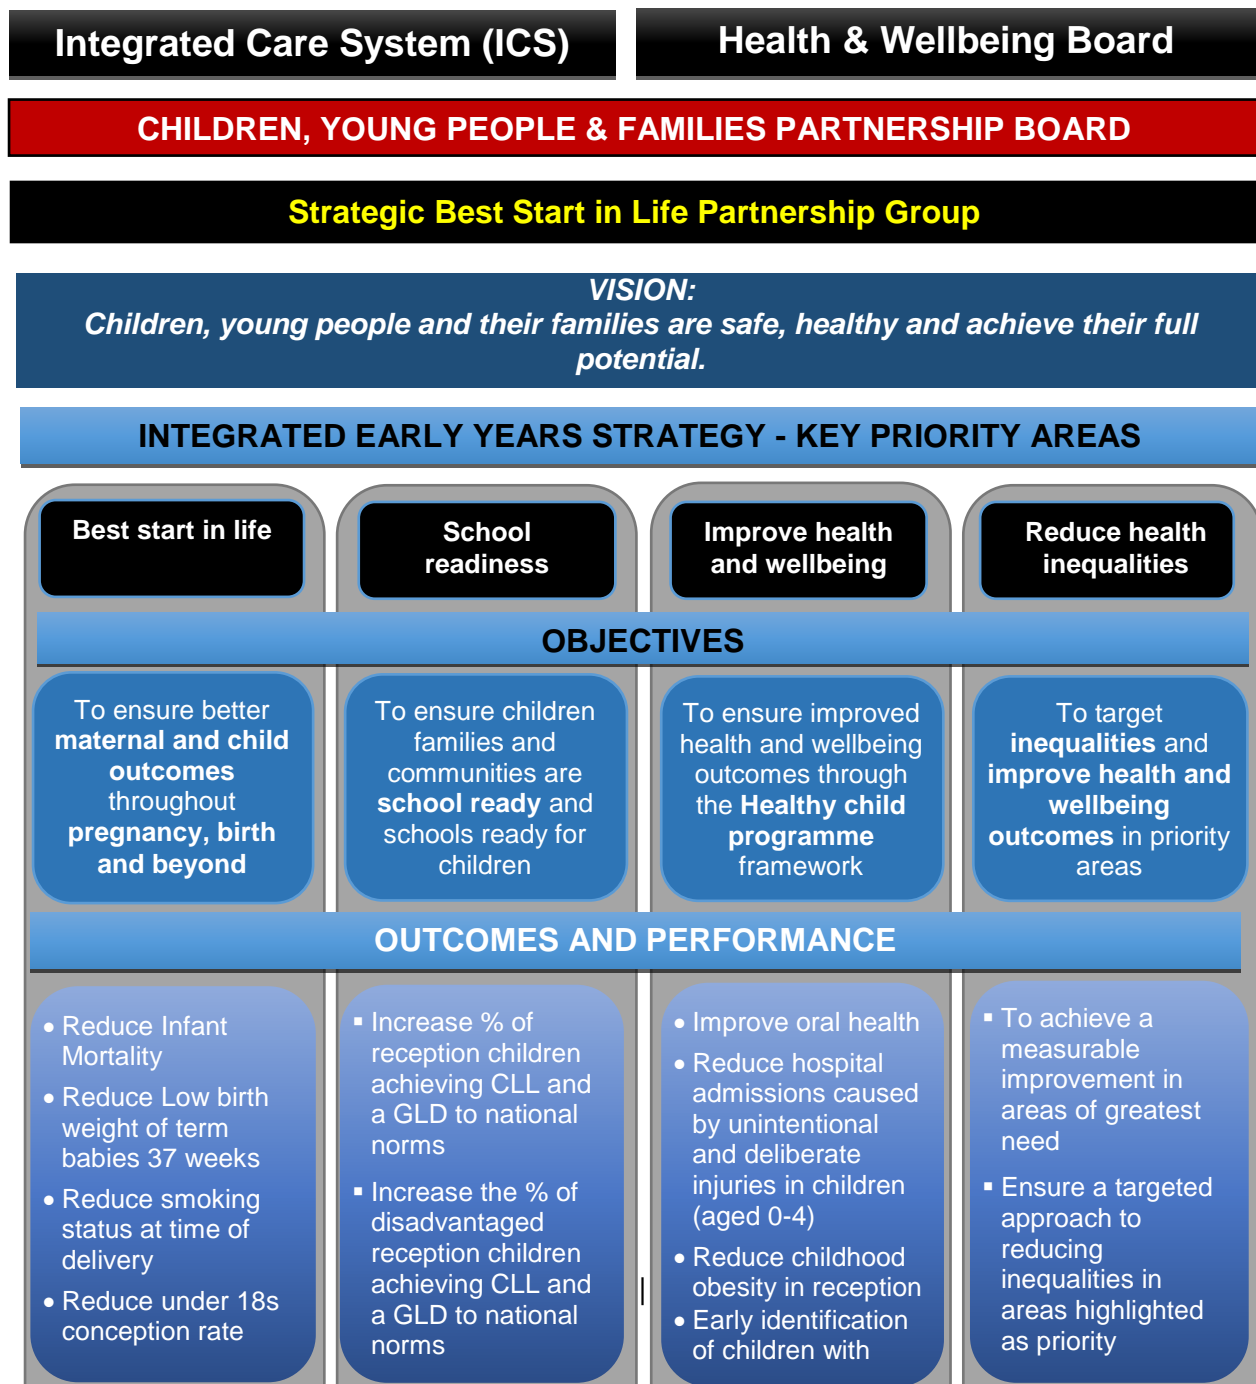 Integrated Care System (ICS)
Health & Wellbeing Board
CHILDREN, YOUNG PEOPLE & FAMILIES PARTNERSHIP BOARD
Strategic Best Start in Life Partnership Group
VISION:
Children, young people and their families are safe, healthy and achieve their full
potential.
INTEGRATED EARLY YEARS STRATEGY - KEY PRIORITY AREAS
Best start in life
School
readiness
Improve health
and wellbeing
Reduce health
inequalities
OBJECTIVES
To ensure better
maternal and child
outcomes
throughout
pregnancy, birth
and beyond
To ensure children
families and
communities are
school ready and
schools ready for
children
To ensure improved
health and wellbeing
outcomes through
the Healthy child
programme
framework
To target
inequalities and
improve health and
wellbeing
outcomes in priority
areas
OUTCOMES AND PERFORMANCE
• Reduce Infant
Mortality
• Reduce Low birth
weight of term
babies 37 weeks
• Reduce smoking
status at time of
delivery
• Reduce under 18s
conception rate
▪ Increase % of
reception children
achieving CLL and
a GLD to national
norms
▪ Increase the % of
disadvantaged
reception children
achieving CLL and
a GLD to national
norms
• Improve oral health
• Reduce hospital
admissions caused
by unintentional
and deliberate
injuries in children
(aged 0-4)
• Reduce childhood
obesity in reception
• Early identification
of children with
▪ To achieve a
measurable
improvement in
areas of greatest
need
▪ Ensure a targeted
approach to
reducing
inequalities in
areas highlighted
as priority